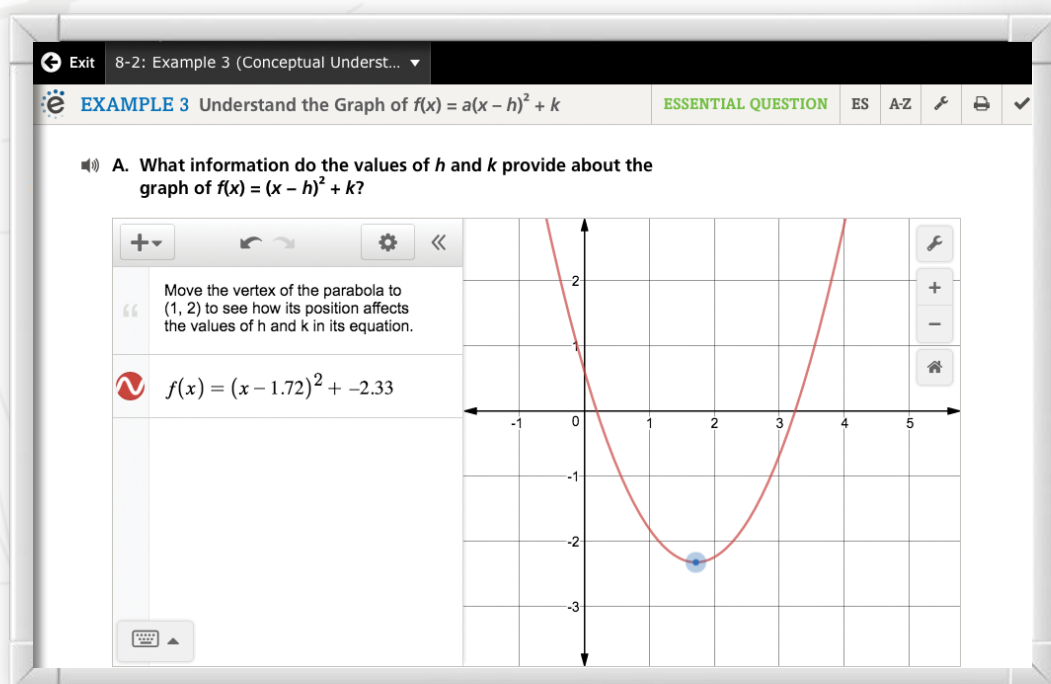 Exit 8-2: Example 3 (Conceptual Underst... ▼
ë EXAMPLE 3 Understand the Graph of f(x) = a(x – h)² + k ESSENTIAL QUESTION ES A-Z
A. What information do the values of h and k provide about the
graph of f(x) = (x – h)² + k?
Move the vertex of the parabola to
(1, 2) to see how its position affects
the values of h and k in its equation.
f(x) = (x – 1.72)² + –2.33
2
1
-1 0 1 2 3 4 5
-1
-2
-3